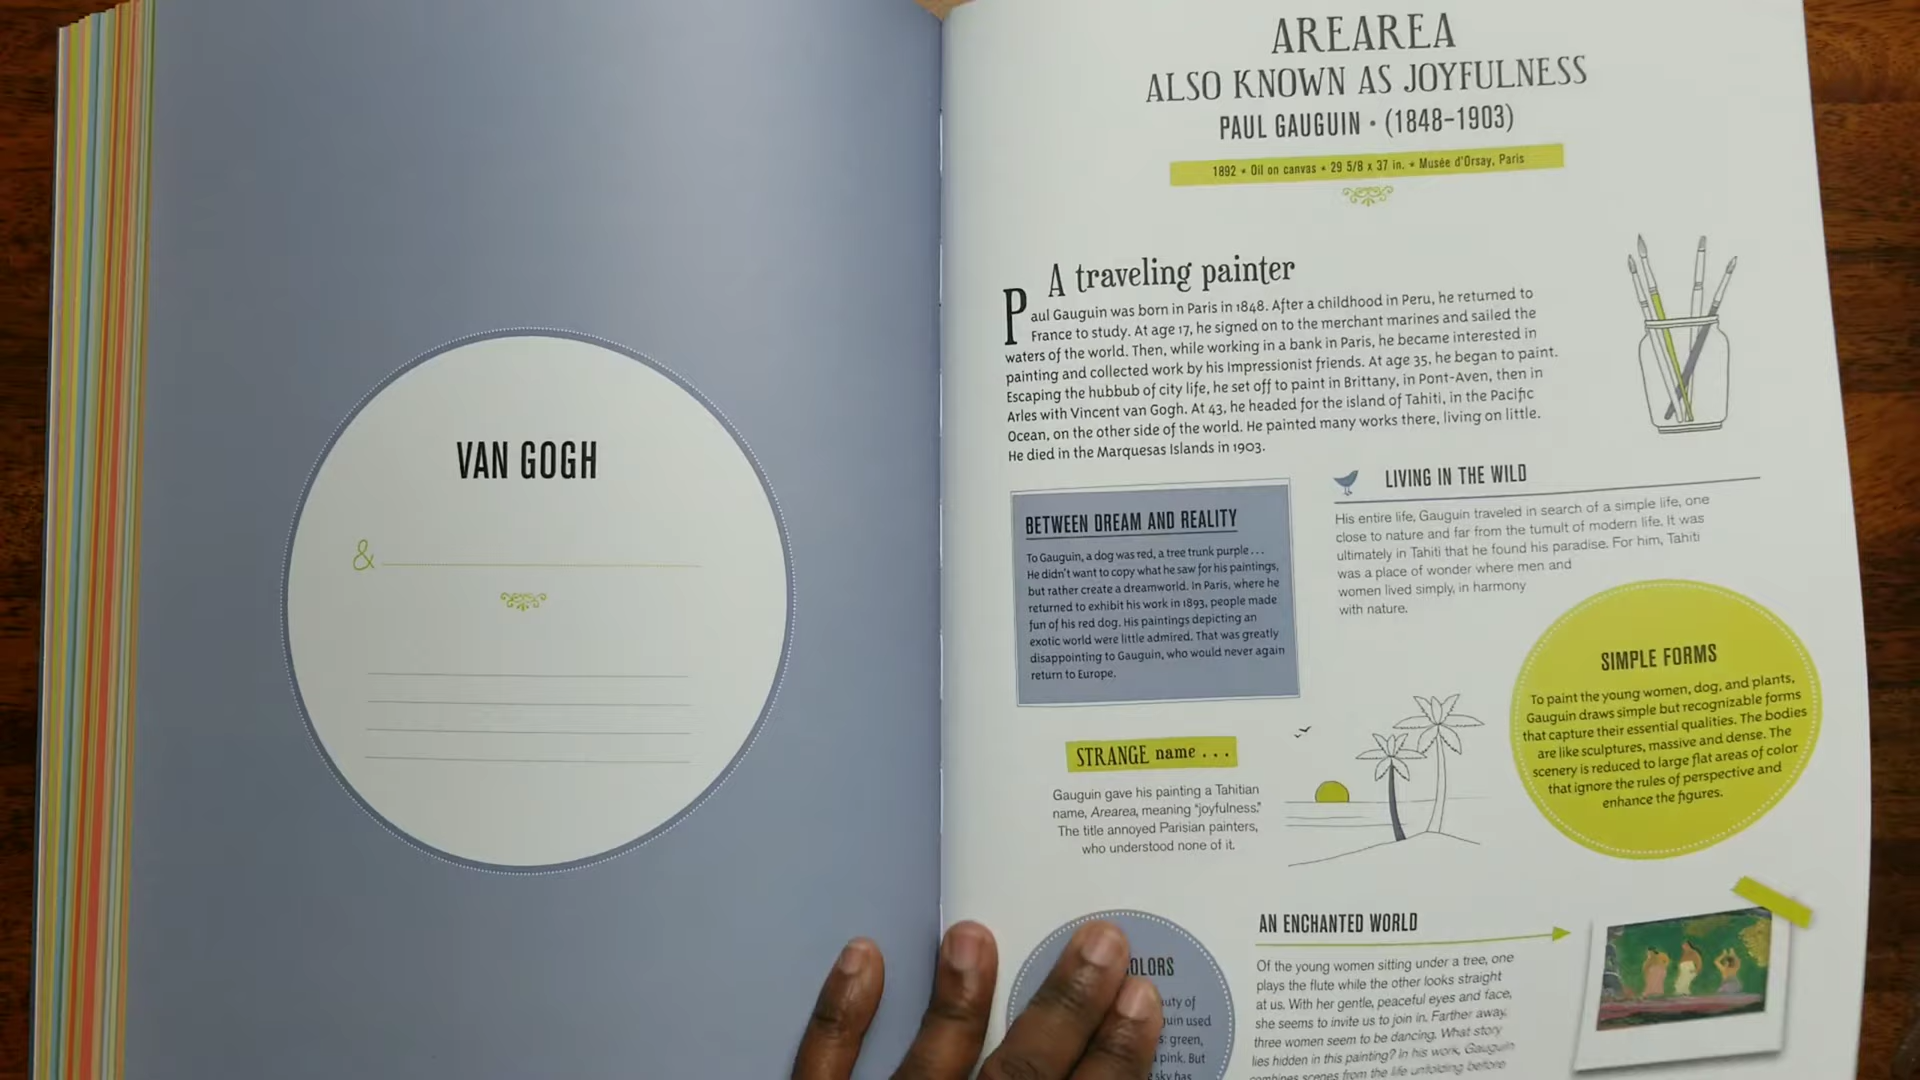 VAN GOGH
&
AREAREA
ALSO KNOWN AS JOYFULNESS
PAUL GAUGUIN • (1848–1903)
1892 • Oil on canvas • 29 5/8 x 37 in. • Musée d'Orsay, Paris
A traveling painter
Paul Gauguin was born in Paris in 1848. After a childhood in Peru, he returned to
France to study. At age 17, he signed on to the merchant marines and sailed the
waters of the world. Then, while working in a bank in Paris, he became interested in
painting and collected work by his Impressionist friends. At age 35, he began to paint.
Escaping the hubbub of city life, he set off to paint in Brittany, in Pont-Aven, then in
Arles with Vincent van Gogh. At 43, he headed for the island of Tahiti, in the Pacific
Ocean, on the other side of the world. He painted many works there, living on little.
He died in the Marquesas Islands in 1903.
BETWEEN DREAM AND REALITY
To Gauguin, a dog was red, a tree trunk purple . . .
He didn't want to copy what he saw for his paintings,
but rather create a dreamworld. In Paris, where he
returned to exhibit his work in 1893, people made
fun of his red dog. His paintings depicting an
exotic world were little admired. That was greatly
disappointing to Gauguin, who would never again
return to Europe.
LIVING IN THE WILD
His entire life, Gauguin traveled in search of a simple life, one
close to nature and far from the tumult of modern life. It was
ultimately in Tahiti that he found his paradise. For him, Tahiti
was a place of wonder where men and
women lived simply, in harmony
with nature.
SIMPLE FORMS
To paint the young women, dog, and plants,
Gauguin draws simple but recognizable forms
that capture their essential qualities. The bodies
are like sculptures, massive and dense. The
scenery is reduced to large flat areas of color
that ignore the rules of perspective and
enhance the figures.
STRANGE name . . .
Gauguin gave his painting a Tahitian
name, Arearea, meaning "joyfulness."
The title annoyed Parisian painters,
who understood none of it.
OLORS
uty of
guin used
s: green,
pink. But
sky has
AN ENCHANTED WORLD
Of the young women sitting under a tree, one
plays the flute while the other looks straight
at us. With her gentle, peaceful eyes and face,
she seems to invite us to join in. Farther away,
three women seem to be dancing. What story
lies hidden in this painting? In his work, Gauguin
combines scenes from the life unfolding before